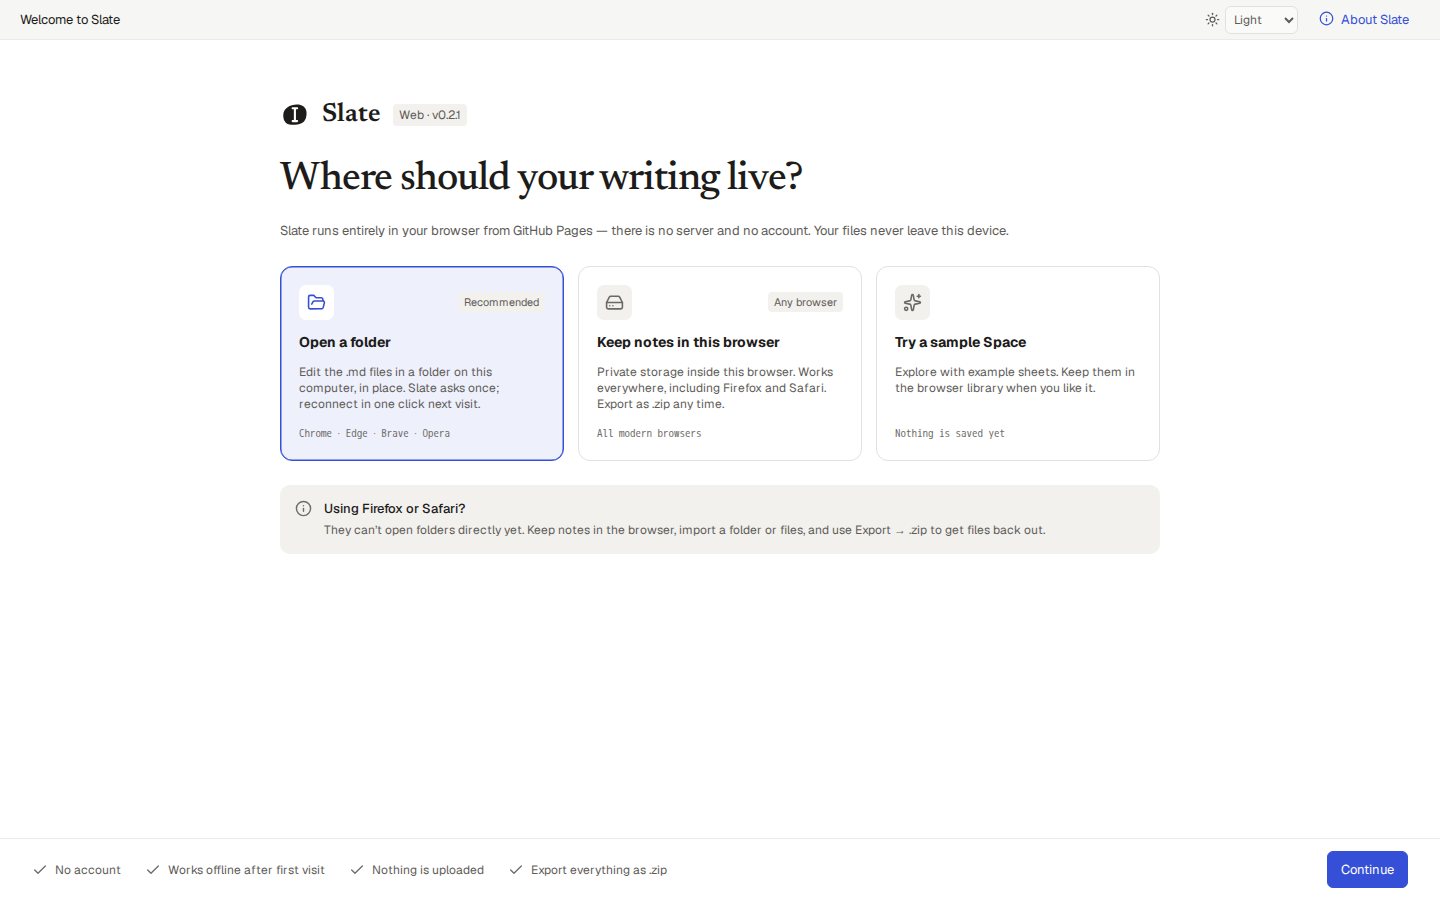 Welcome to Slate
Light
About Slate
Slate
Web · v0.2.1
Where should your writing live?
Slate runs entirely in your browser from GitHub Pages — there is no server and no account. Your files never leave this device.
Recommended
Open a folder
Edit the .md files in a folder on this
computer, in place. Slate asks once;
reconnect in one click next visit.
Chrome · Edge · Brave · Opera
Any browser
Keep notes in this browser
Private storage inside this browser. Works
everywhere, including Firefox and Safari.
Export as .zip any time.
All modern browsers
Try a sample Space
Explore with example sheets. Keep them in
the browser library when you like it.
Nothing is saved yet
Using Firefox or Safari?
They can't open folders directly yet. Keep notes in the browser, import a folder or files, and use Export → .zip to get files back out.
No account
Works offline after first visit
Nothing is uploaded
Export everything as .zip
Continue